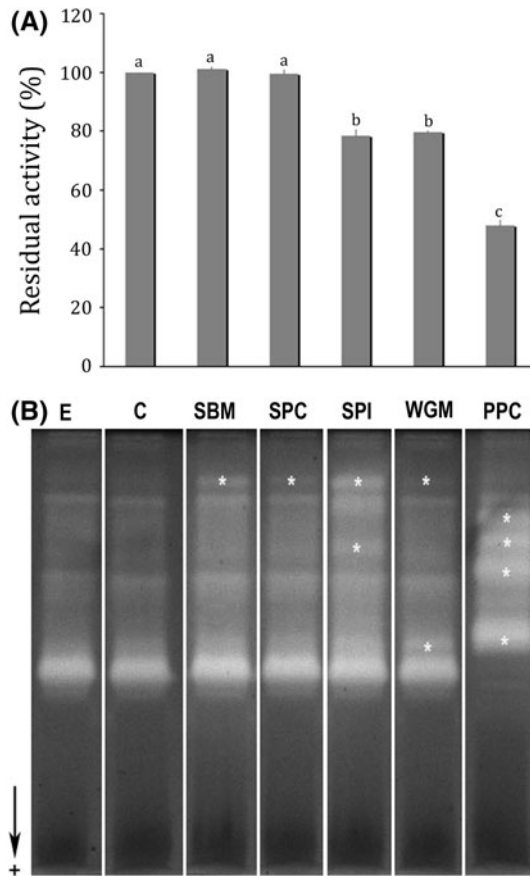 (A)
Residual activity (%)
120
100
80
60
40
20
0
a
a
a
b
b
c
(B)
E C SBM SPC SPI WGM PPC
* * * *
*
*
*
*
*
*
+